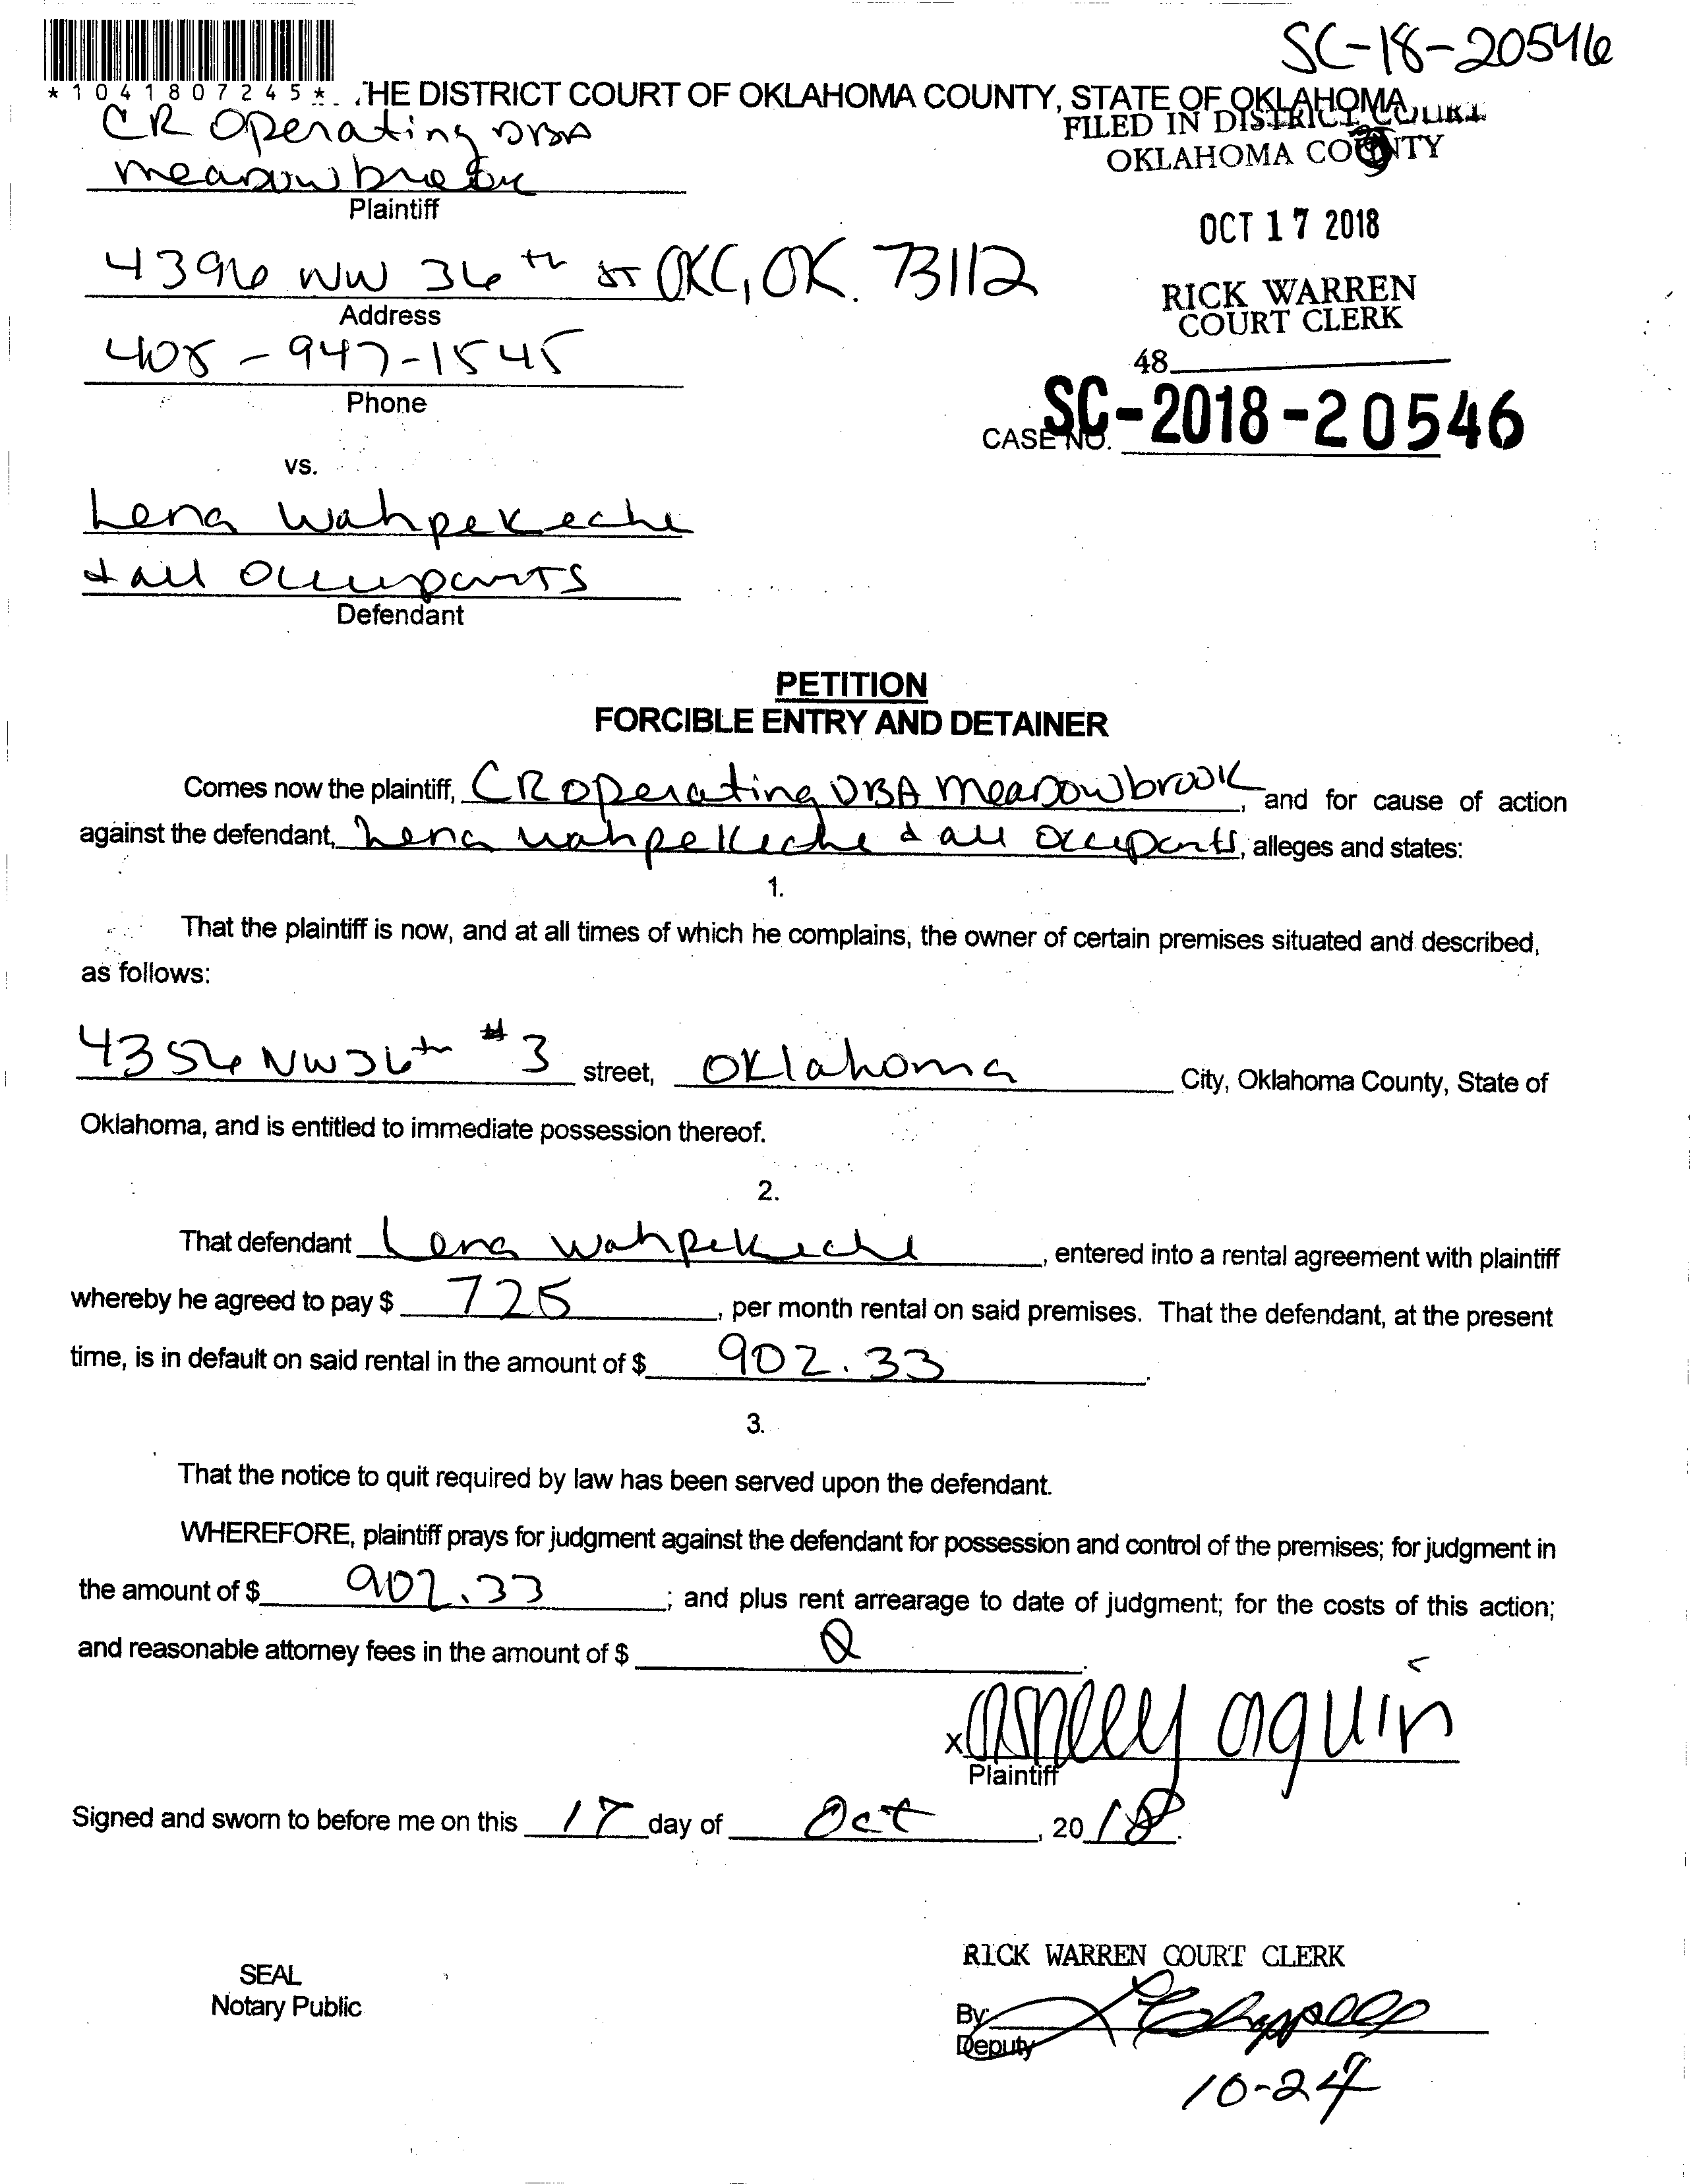 SC-18-20546
*1041807245*
THE DISTRICT COURT OF OKLAHOMA COUNTY, STATE OF OKLAHOMA
CR Operating DBA
FILED IN DISTRICT COURT
OKLAHOMA COUNTY
Meadowbrook
Plaintiff
OCT 17 2018
4396 NW 36th ST OKC, OK. 73112
Address
RICK WARREN
COURT CLERK
405-947-1545
48
Phone
CASE NO. SC-2018-20546
vs.
Lena Wahpekeche
& all Occupants
Defendant
PETITION
FORCIBLE ENTRY AND DETAINER
Comes now the plaintiff, CR Operating DBA Meadowbrook, and for cause of action
against the defendant, Lena Wahpekeche & all Occupants, alleges and states:
1.
That the plaintiff is now, and at all times of which he complains, the owner of certain premises situated and described,
as follows:
4356 NW 36th #3 street, Oklahoma City, Oklahoma County, State of
Oklahoma, and is entitled to immediate possession thereof.
2.
That defendant Lena Wahpekeche, entered into a rental agreement with plaintiff
whereby he agreed to pay $ 725, per month rental on said premises. That the defendant, at the present
time, is in default on said rental in the amount of $ 902.33.
3.
That the notice to quit required by law has been served upon the defendant.
WHEREFORE, plaintiff prays for judgment against the defendant for possession and control of the premises; for judgment in
the amount of $ 902.33; and plus rent arrearage to date of judgment; for the costs of this action;
and reasonable attorney fees in the amount of $ 0.
x Ashley Aguin
Plaintiff
Signed and sworn to before me on this 17 day of Oct, 2018.
RICK WARREN COURT CLERK
SEAL
Notary Public
By: Chappell
Deputy
10-24